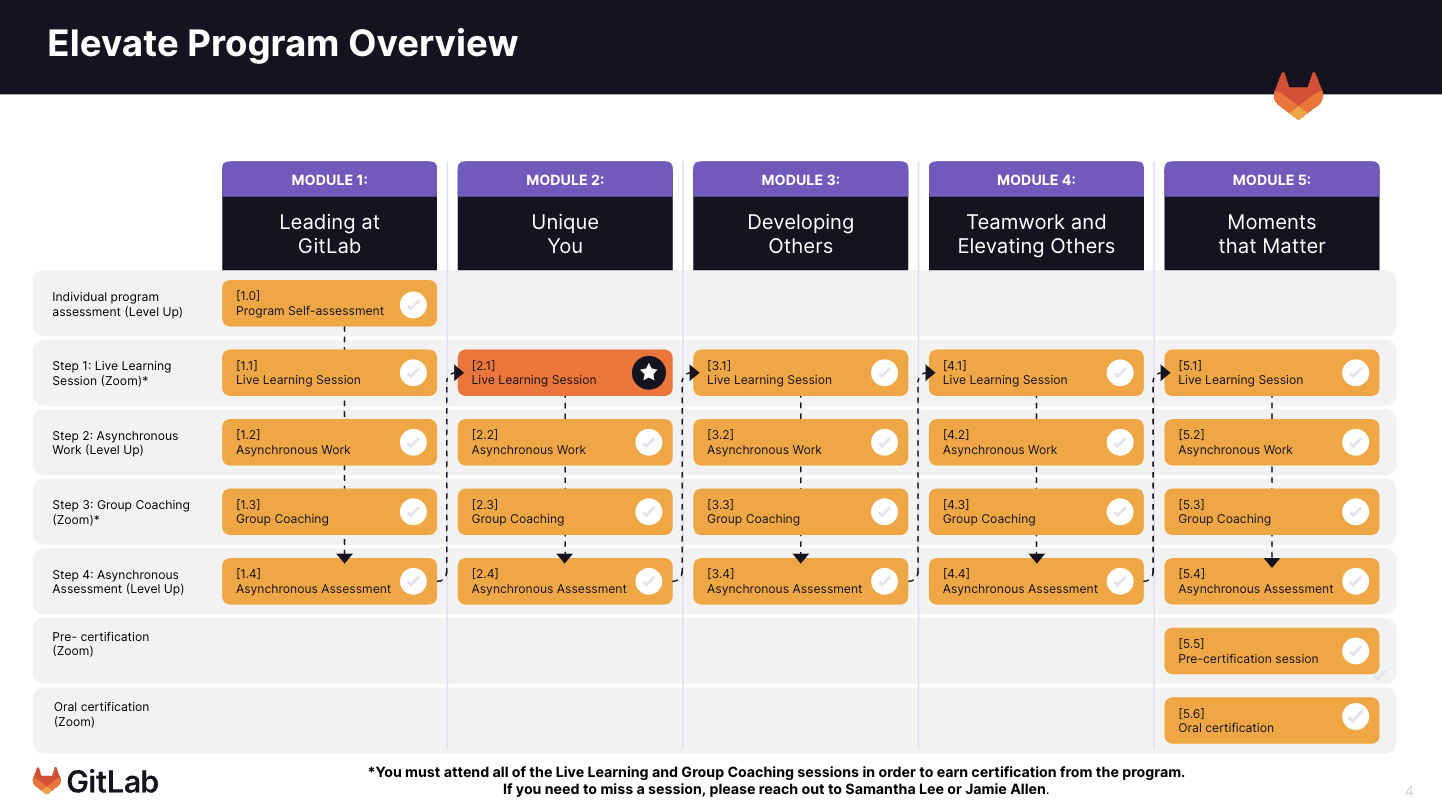 Elevate Program Overview
MODULE 1:
Leading at
GitLab
MODULE 2:
Unique
You
MODULE 3:
Developing
Others
MODULE 4:
Teamwork and
Elevating Others
MODULE 5:
Moments
that Matter
Individual program
assessment (Level Up)
[1.0]
Program Self-assessment
Step 1: Live Learning
Session (Zoom)*
[1.1]
Live Learning Session
[2.1]
Live Learning Session
[3.1]
Live Learning Session
[4.1]
Live Learning Session
[5.1]
Live Learning Session
Step 2: Asynchronous
Work (Level Up)
[1.2]
Asynchronous Work
[2.2]
Asynchronous Work
[3.2]
Asynchronous Work
[4.2]
Asynchronous Work
[5.2]
Asynchronous Work
Step 3: Group Coaching
(Zoom)*
[1.3]
Group Coaching
[2.3]
Group Coaching
[3.3]
Group Coaching
[4.3]
Group Coaching
[5.3]
Group Coaching
Step 4: Asynchronous
Assessment (Level Up)
[1.4]
Asynchronous Assessment
[2.4]
Asynchronous Assessment
[3.4]
Asynchronous Assessment
[4.4]
Asynchronous Assessment
[5.4]
Asynchronous Assessment
Pre- certification
(Zoom)
[5.5]
Pre-certification session
Oral certification
(Zoom)
[5.6]
Oral certification
GitLab
*You must attend all of the Live Learning and Group Coaching sessions in order to earn certification from the program.
If you need to miss a session, please reach out to Samantha Lee or Jamie Allen.
4